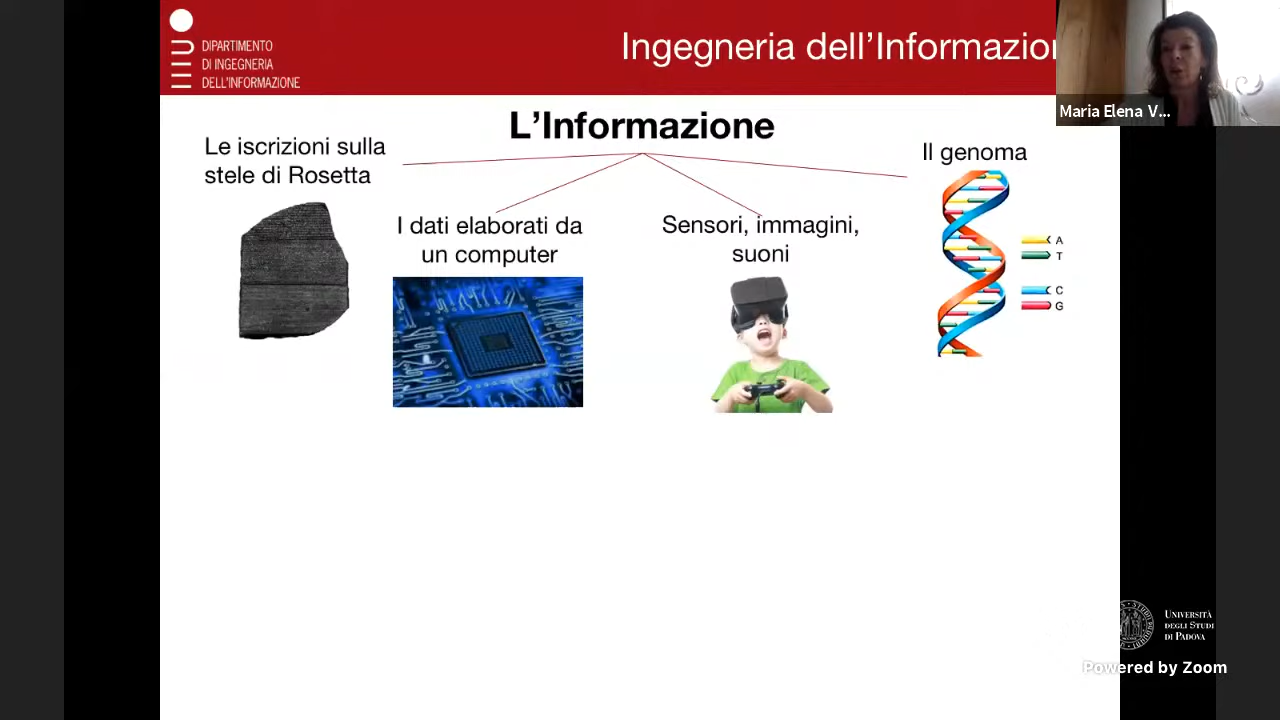 DIPARTIMENTO
DI INGEGNERIA
DELL'INFORMAZIONE
Ingegneria dell'Informazion
Maria Elena V...
L'Informazione
Le iscrizioni sulla
stele di Rosetta
I dati elaborati da
un computer
Sensori, immagini,
suoni
Il genoma
A
T
C
G
UNIVERSITÀ
DEGLI STUDI
DI PADOVA
Powered by Zoom